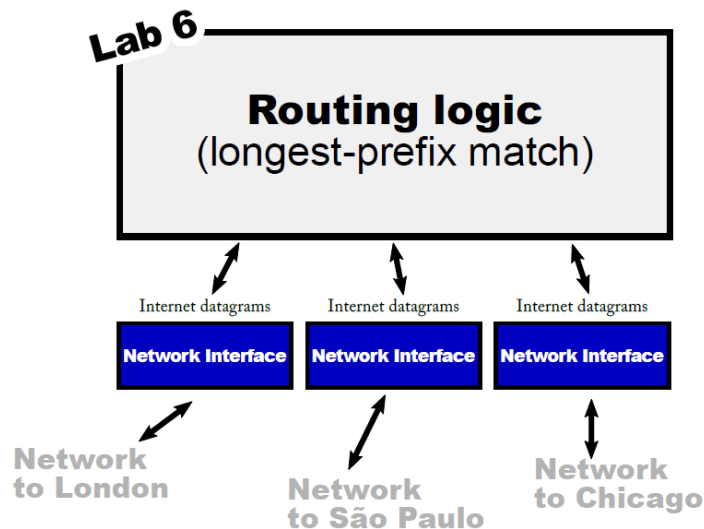 Lab 6
Routing logic
(longest-prefix match)
Internet datagrams
Internet datagrams
Internet datagrams
Network Interface
Network Interface
Network Interface
Network
to London
Network
to São Paulo
Network
to Chicago